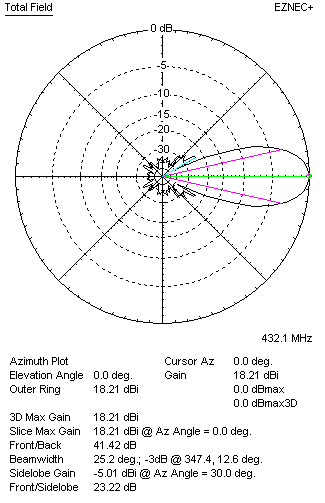 Total Field
EZNEC+
0 dB
-5
-10
-15
-20
-30
432.1 MHz
Azimuth Plot
Cursor Az 0.0 deg.
Elevation Angle 0.0 deg.
Gain 18.21 dBi
Outer Ring 18.21 dBi
0.0 dBmax
0.0 dBmax3D
3D Max Gain 18.21 dBi
Slice Max Gain 18.21 dBi @ Az Angle = 0.0 deg.
Front/Back 41.42 dB
Beamwidth 25.2 deg.; -3dB @ 347.4, 12.6 deg.
Sidelobe Gain -5.01 dBi @ Az Angle = 30.0 deg.
Front/Sidelobe 23.22 dB